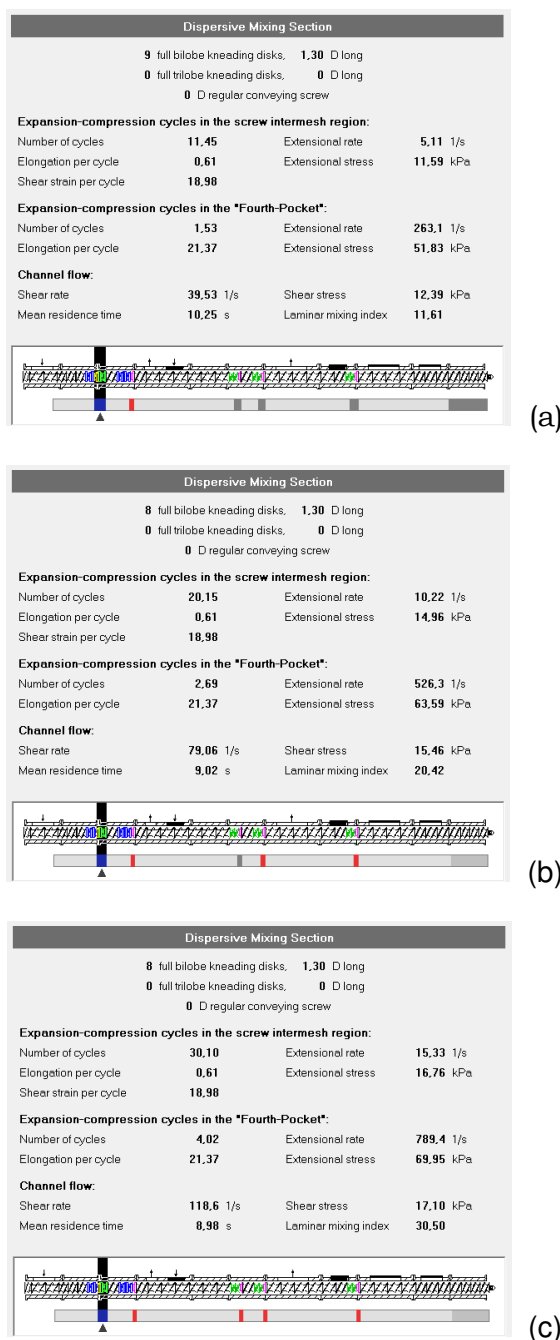 Dispersive Mixing Section
9 full bilobe kneading disks, 1,30 D long
0 full trilobe kneading disks, 0 D long
0 D regular conveying screw
Expansion-compression cycles in the screw intermesh region:
Number of cycles 11,45 Extensional rate 5,11 1/s
Elongation per cycle 0,61 Extensional stress 11,59 kPa
Shear strain per cycle 18,98
Expansion-compression cycles in the "Fourth-Pocket":
Number of cycles 1,53 Extensional rate 263,1 1/s
Elongation per cycle 21,37 Extensional stress 51,83 kPa
Channel flow:
Shear rate 39,53 1/s Shear stress 12,39 kPa
Mean residence time 10,25 s Laminar mixing index 11,61
(a)
Dispersive Mixing Section
8 full bilobe kneading disks, 1,30 D long
0 full trilobe kneading disks, 0 D long
0 D regular conveying screw
Expansion-compression cycles in the screw intermesh region:
Number of cycles 20,15 Extensional rate 10,22 1/s
Elongation per cycle 0,61 Extensional stress 14,96 kPa
Shear strain per cycle 18,98
Expansion-compression cycles in the "Fourth-Pocket":
Number of cycles 2,69 Extensional rate 526,3 1/s
Elongation per cycle 21,37 Extensional stress 63,59 kPa
Channel flow:
Shear rate 79,06 1/s Shear stress 15,46 kPa
Mean residence time 9,02 s Laminar mixing index 20,42
(b)
Dispersive Mixing Section
8 full bilobe kneading disks, 1,30 D long
0 full trilobe kneading disks, 0 D long
0 D regular conveying screw
Expansion-compression cycles in the screw intermesh region:
Number of cycles 30,10 Extensional rate 15,33 1/s
Elongation per cycle 0,61 Extensional stress 16,76 kPa
Shear strain per cycle 18,98
Expansion-compression cycles in the "Fourth-Pocket":
Number of cycles 4,02 Extensional rate 789,4 1/s
Elongation per cycle 21,37 Extensional stress 69,95 kPa
Channel flow:
Shear rate 118,6 1/s Shear stress 17,10 kPa
Mean residence time 8,98 s Laminar mixing index 30,50
(c)